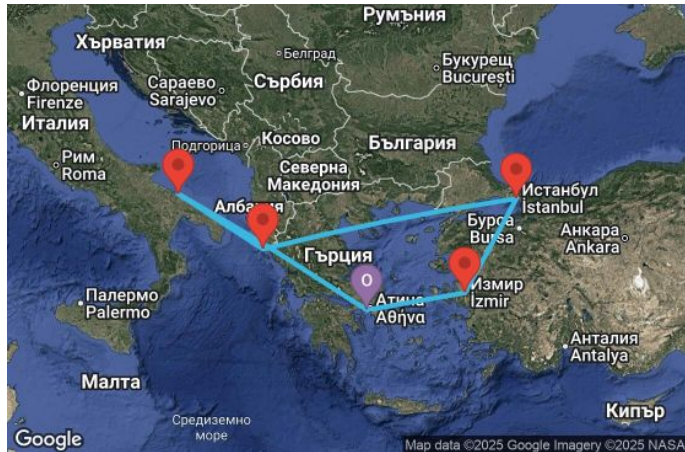 Румъния
Хърватия
Белград
Букурещ
București
Флоренция
Firenze
Сараево
Sarajevo
Сърбия
Италия
Подгорица
Косово
България
Рим
Roma
Северна
Македония
Истанбул
İstanbul
Бурса
Bursa
Анкара
Ankara
Гърция
Измир
İzmir
O
Атина
Αθήνα
Палермо
Palermo
Анталия
Antalya
Малта
Кипър
Средиземно
море
Google
Map data ©2025 Google Imagery ©2025 NASA